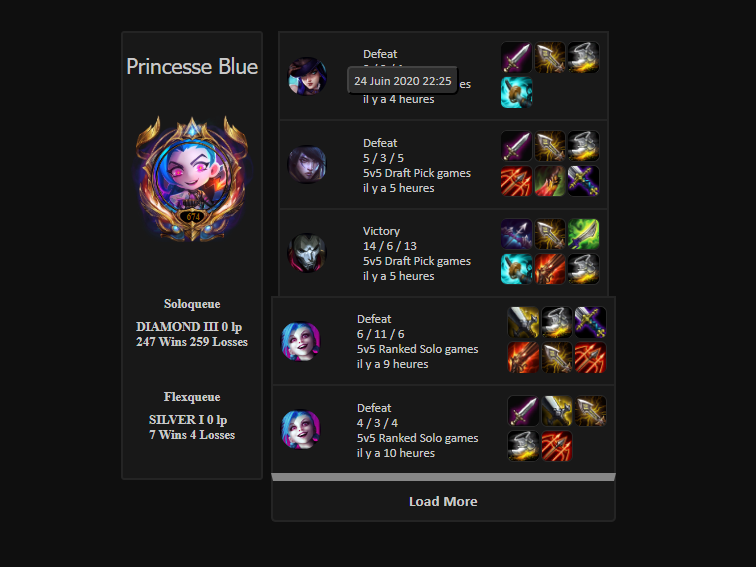 Princesse Blue
674
Soloqueue
DIAMOND III 0 lp
247 Wins 259 Losses
Flexqueue
SILVER I 0 lp
7 Wins 4 Losses
Defeat
24 Juin 2020 22:25
il y a 4 heures
Defeat
5 / 3 / 5
5v5 Draft Pick games
il y a 5 heures
Victory
14 / 6 / 13
5v5 Draft Pick games
il y a 5 heures
Defeat
6 / 11 / 6
5v5 Ranked Solo games
il y a 9 heures
Defeat
4 / 3 / 4
5v5 Ranked Solo games
il y a 10 heures
Load More